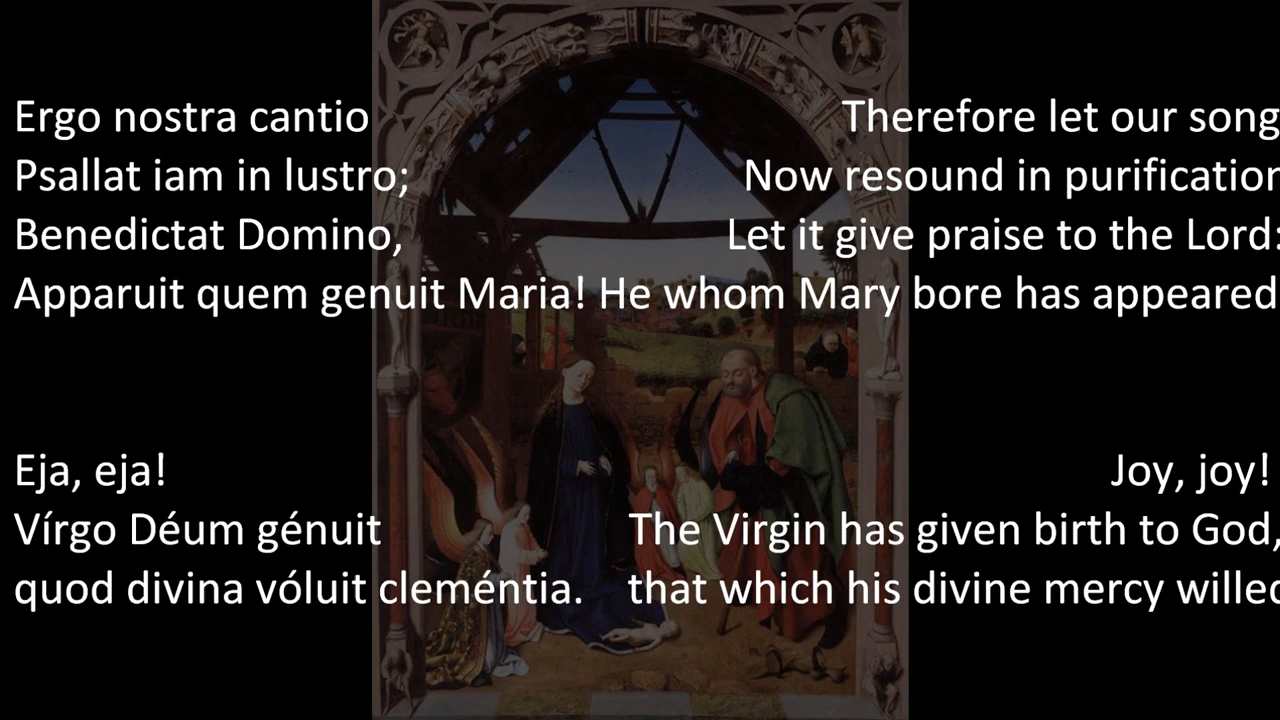 Ergo nostra cantio
Psallat iam in lustro;
Benedictat Domino,
Apparuit quem genuit Maria!
Eja, eja!
Vírgo Déum génuit
quod divina vóluit cleméntia.
Therefore let our song
Now resound in purification
Let it give praise to the Lord:
He whom Mary bore has appeared
Joy, joy!
The Virgin has given birth to God,
that which his divine mercy willed